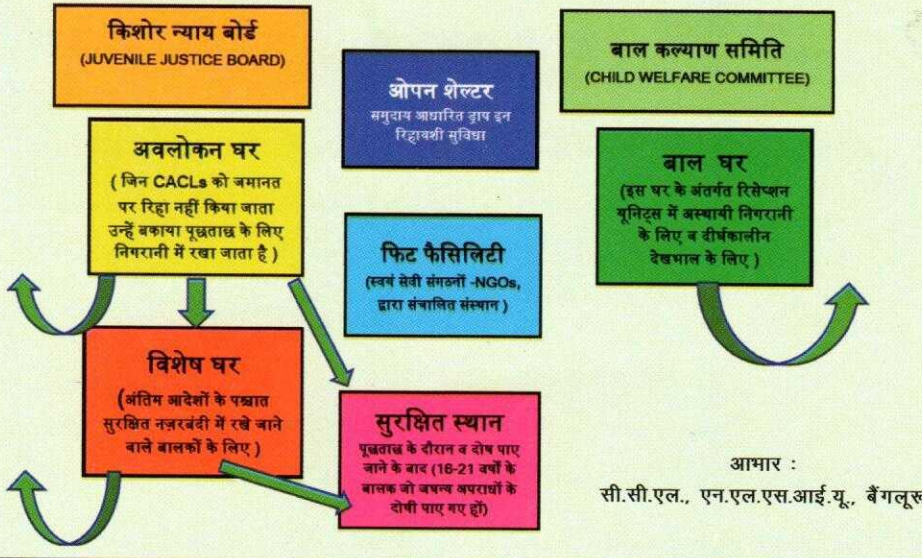 किशोर न्याय बोर्ड
(JUVENILE JUSTICE BOARD)
ओपन शेल्टर
समुदाय आधारित ड्राप इन
रिहायशी सुविधा
बाल कल्याण समिति
(CHILD WELFARE COMMITTEE)
अवलोकन घर
( जिन CACLs को जमानत
पर रिहा नहीं किया जाता
उन्हें बकाया पूछताछ के लिए
निगरानी में रखा जाता है )
बाल घर
(इस घर के अंतर्गत रिसेप्शन
यूनिट्स में अस्थायी निगरानी
के लिए व दीर्घकालीन
देखभाल के लिए )
फिट फैसिलिटी
(स्वयं सेवी संगठनों -NGOs,
द्वारा संचालित संस्थान )
विशेष घर
(अंतिम आदेशों के पश्चात
सुरक्षित नज़रबंदी में रखे जाने
वाले बालकों के लिए )
सुरक्षित स्थान
पूछताछ के दौरान व दोष पाए
जाने के बाद (16-21 वर्षों के
बालक जो जघन्य अपराधों के
दोषी पाए गए हों)
आभार :
सी.सी.एल., एन.एल.एस.आई.यू., बैंगलूरू